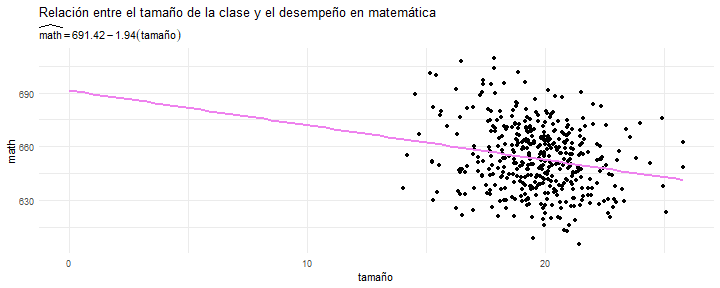 Relación entre el tamaño de la clase y el desempeño en matemática
math = 691.42 − 1.94(tamaño)
math
690
660
630
0
10
20
tamaño